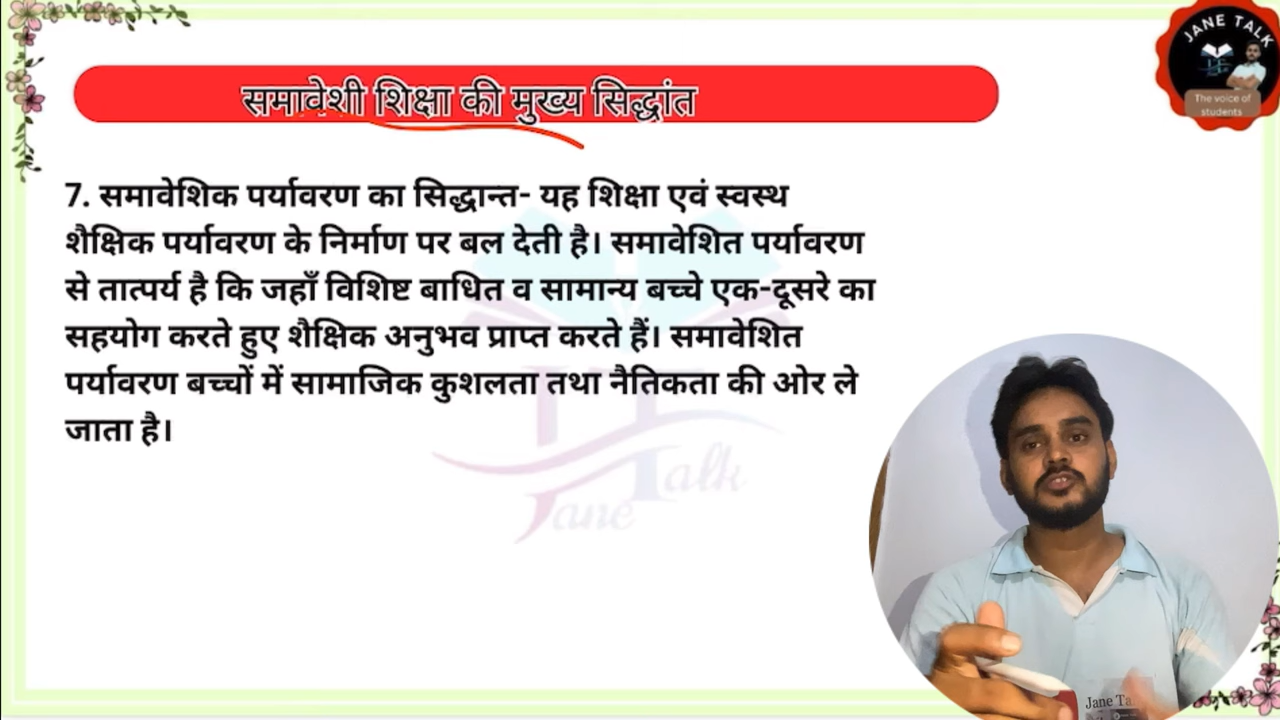 समावेशी शिक्षा की मुख्य सिद्धांत
JANE TALK
The voice of
students
7. समावेशिक पर्यावरण का सिद्धान्त- यह शिक्षा एवं स्वस्थ
शैक्षिक पर्यावरण के निर्माण पर बल देती है। समावेशित पर्यावरण
से तात्पर्य है कि जहाँ विशिष्ट बाधित व सामान्य बच्चे एक-दूसरे का
सहयोग करते हुए शैक्षिक अनुभव प्राप्त करते हैं। समावेशित
पर्यावरण बच्चों में सामाजिक कुशलता तथा नैतिकता की ओर ले
जाता है।
Jane Talk